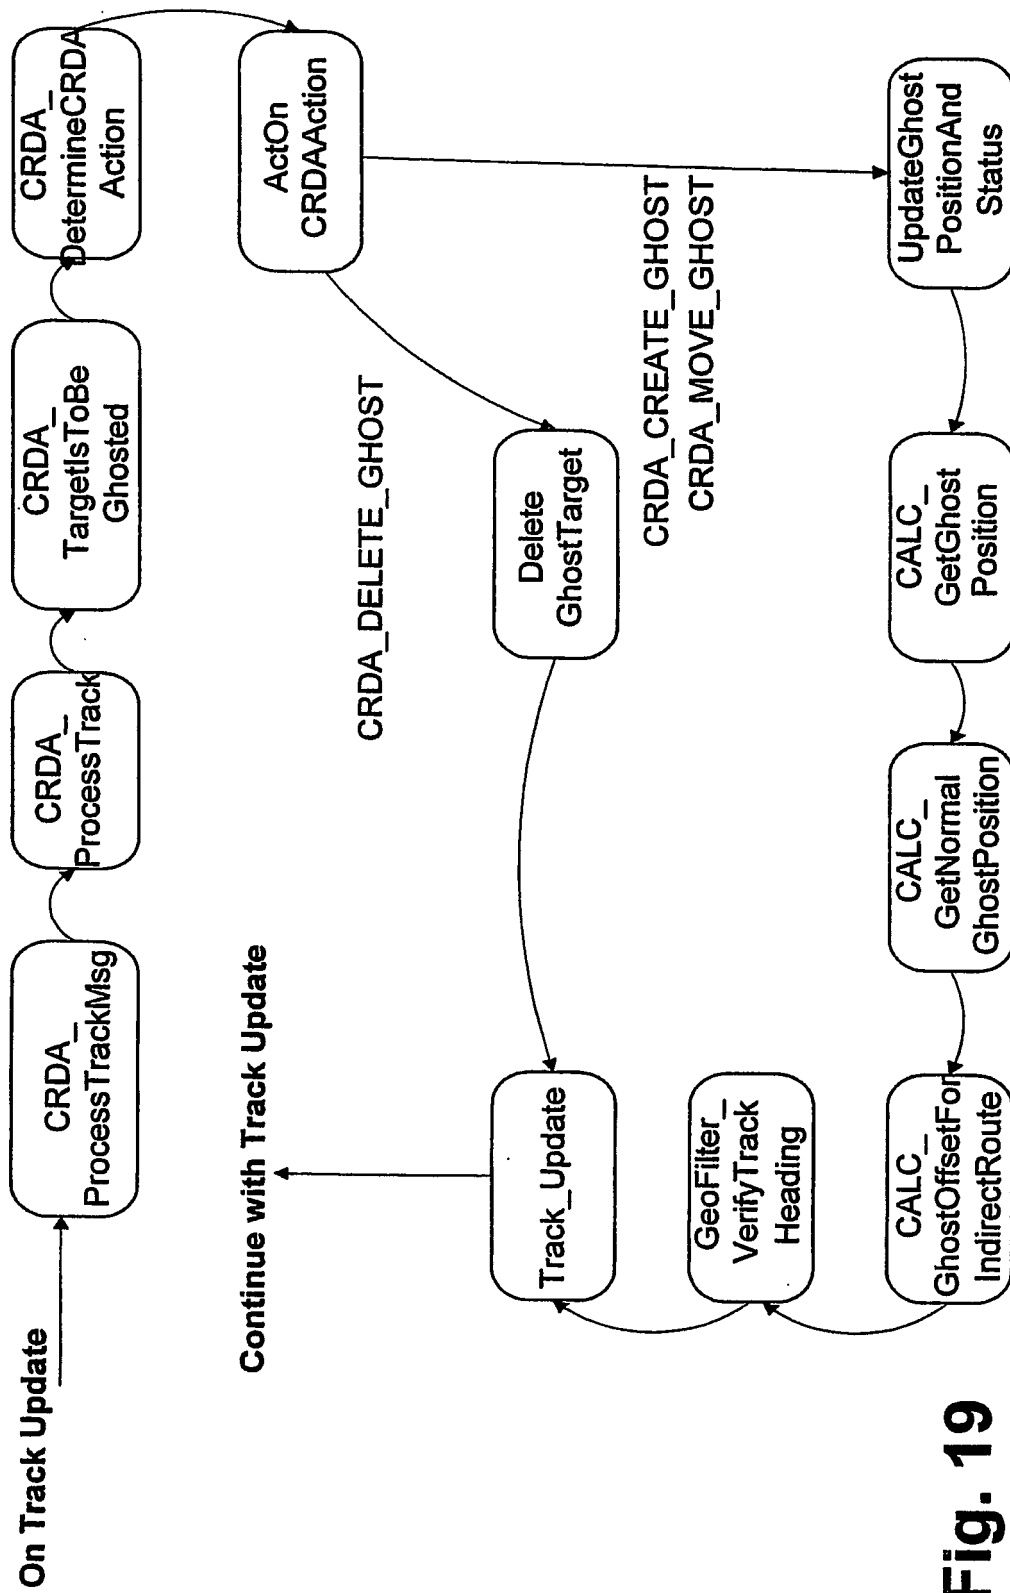 On Track Update
CRDA_
ProcessTrackMsg
CRDA_
ProcessTrack
CRDA_
TargetIsToBe
Ghosted
CRDA_
DetermineCRDA
Action
ActOn
CRDAAction
CRDA_DELETE_GHOST
Continue with Track Update
Delete
GhostTarget
Track_Update
CRDA_CREATE_GHOST
CRDA_MOVE_GHOST
GeoFilter_
VerifyTrack
Heading
UpdateGhost
PositionAnd
Status
CALC_
GetGhost
Position
CALC_
GetNormal
GhostPosition
CALC_
GhostOffsetFor
IndirectRoute
Fig. 19